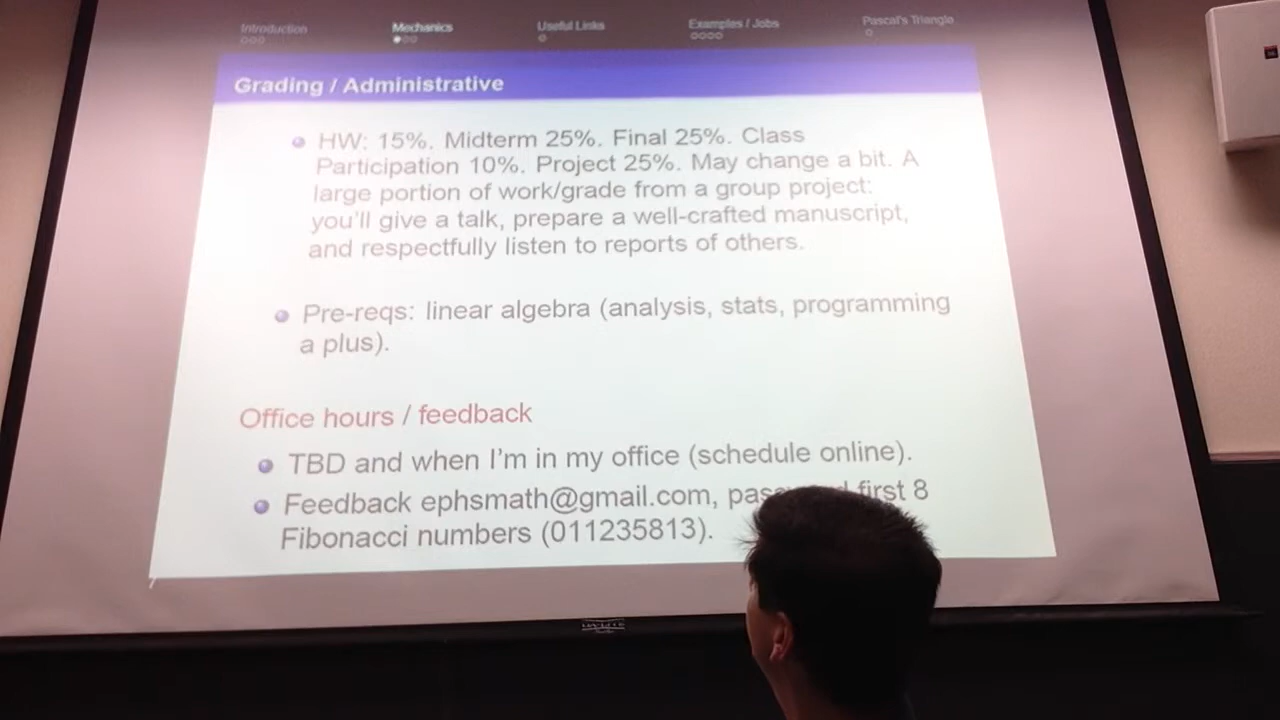 Introduction Mechanics Useful Links Examples / Jobs Pascal's Triangle
Grading / Administrative
HW: 15%. Midterm 25%. Final 25%. Class
Participation 10%. Project 25%. May change a bit. A
large portion of work/grade from a group project:
you'll give a talk, prepare a well-crafted manuscript,
and respectfully listen to reports of others.
Pre-reqs: linear algebra (analysis, stats, programming
a plus).
Office hours / feedback
TBD and when I'm in my office (schedule online).
Feedback ephsmath@gmail.com, first 8
Fibonacci numbers (011235813).